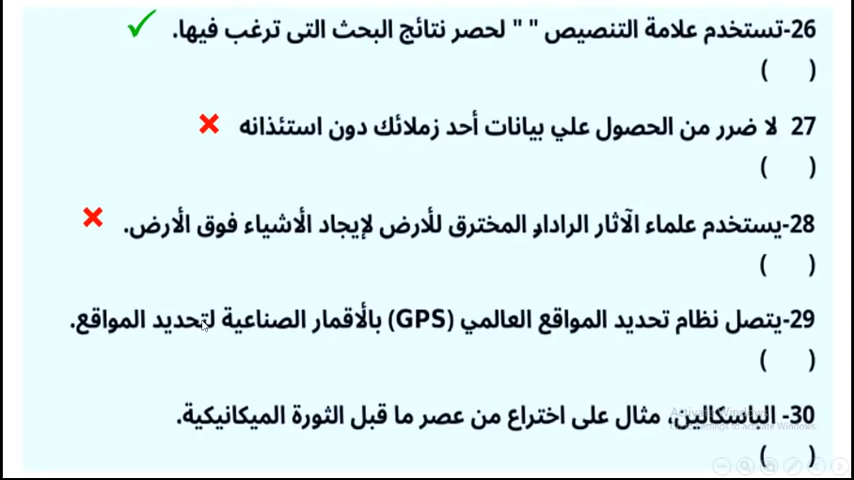 26-تستخدم علامة التنصيص " " لحصر نتائج البحث التى ترغب فيها.
( )
27 لا ضرر من الحصول علي بيانات أحد زملائك دون استئذانه
( )
28-يستخدم علماء الآثار الرادار المخترق للأرض لإيجاد الأشياء فوق الأرض.
( )
29-يتصل نظام تحديد المواقع العالمي (GPS) بالأقمار الصناعية لتحديد المواقع.
( )
30- الباسكالين، مثال على اختراع من عصر ما قبل الثورة الميكانيكية.
Activate Windows
( )